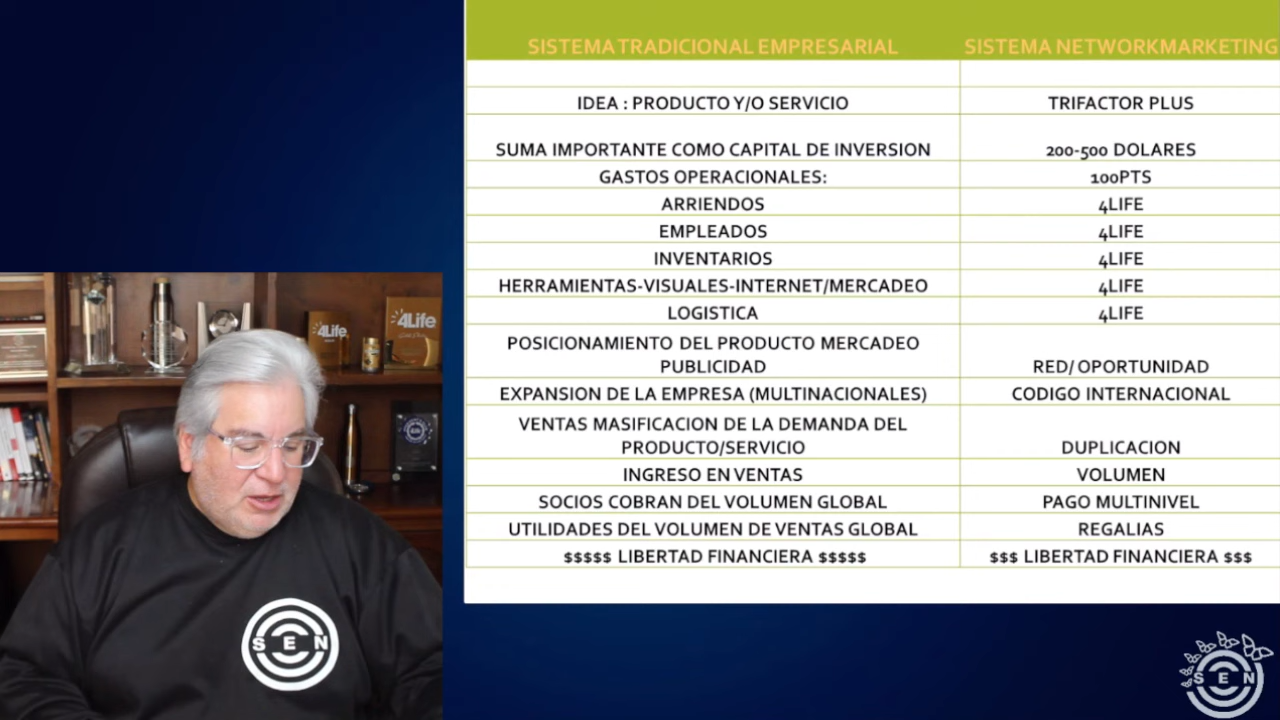 SISTEMA TRADICIONAL EMPRESARIAL
SISTEMA NETWORKMARKETING
IDEA : PRODUCTO Y/O SERVICIO
TRIFACTOR PLUS
SUMA IMPORTANTE COMO CAPITAL DE INVERSION
200-500 DOLARES
GASTOS OPERACIONALES:
100PTS
ARRIENDOS
4LIFE
EMPLEADOS
4LIFE
INVENTARIOS
4LIFE
HERRAMIENTAS-VISUALES-INTERNET/MERCADEO
4LIFE
LOGISTICA
4LIFE
POSICIONAMIENTO DEL PRODUCTO MERCADEO
PUBLICIDAD
RED/ OPORTUNIDAD
EXPANSION DE LA EMPRESA (MULTINACIONALES)
CODIGO INTERNACIONAL
VENTAS MASIFICACION DE LA DEMANDA DEL
PRODUCTO/SERVICIO
DUPLICACION
INGRESO EN VENTAS
VOLUMEN
SOCIOS COBRAN DEL VOLUMEN GLOBAL
PAGO MULTINIVEL
UTILIDADES DEL VOLUMEN DE VENTAS GLOBAL
REGALIAS
$$$$$ LIBERTAD FINANCIERA $$$$$
$$$ LIBERTAD FINANCIERA $$$
4Life
4Life
SEN
SEN